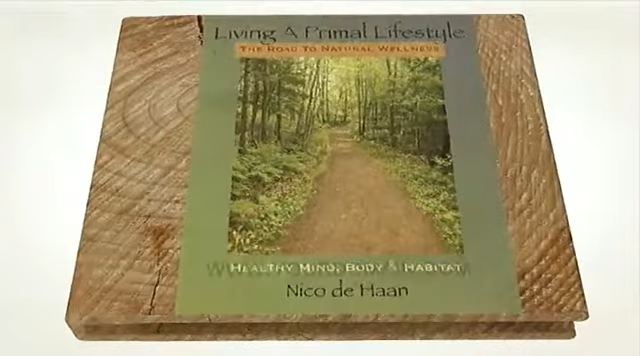 Living A Primal Lifestyle
The Road To Natural Wellness
Healthy Mind, Body & Habitat
Nico de Haan